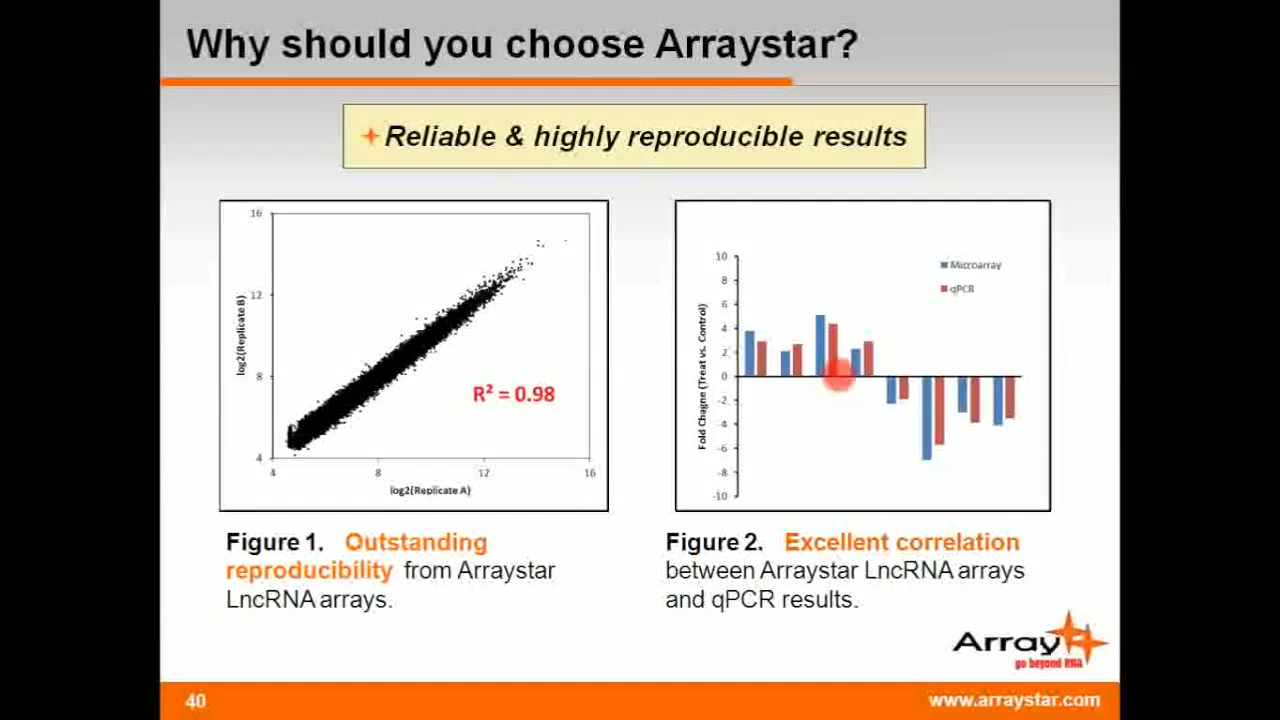 Why should you choose Arraystar?
Reliable & highly reproducible results
16
12
8
4
4
8
12
16
log2(Replicate B)
log2(Replicate A)
R² = 0.98
10
8
6
4
2
0
-2
-4
-6
-8
-10
Fold Chagne (Treat vs. Control)
Microarray
qPCR
Figure 1. Outstanding
reproducibility from Arraystar
LncRNA arrays.
Figure 2. Excellent correlation
between Arraystar LncRNA arrays
and qPCR results.
Array
go beyond RNA
40
www.arraystar.com